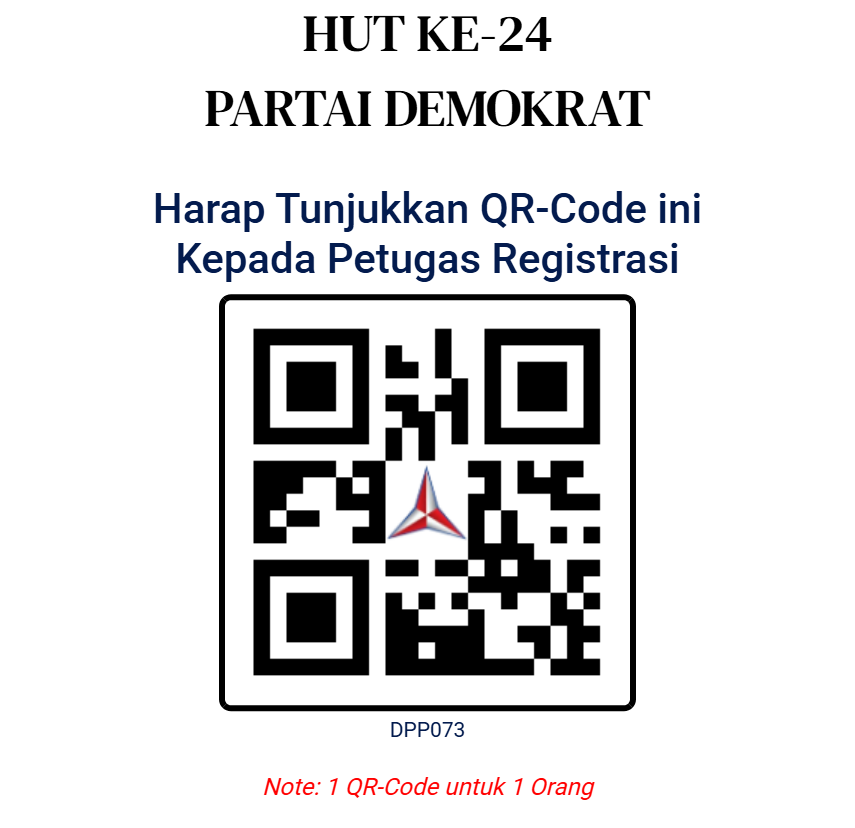 HUT KE-24
PARTAI DEMOKRAT
Harap Tunjukkan QR-Code ini
Kepada Petugas Registrasi
DPP073
Note: 1 QR-Code untuk 1 Orang